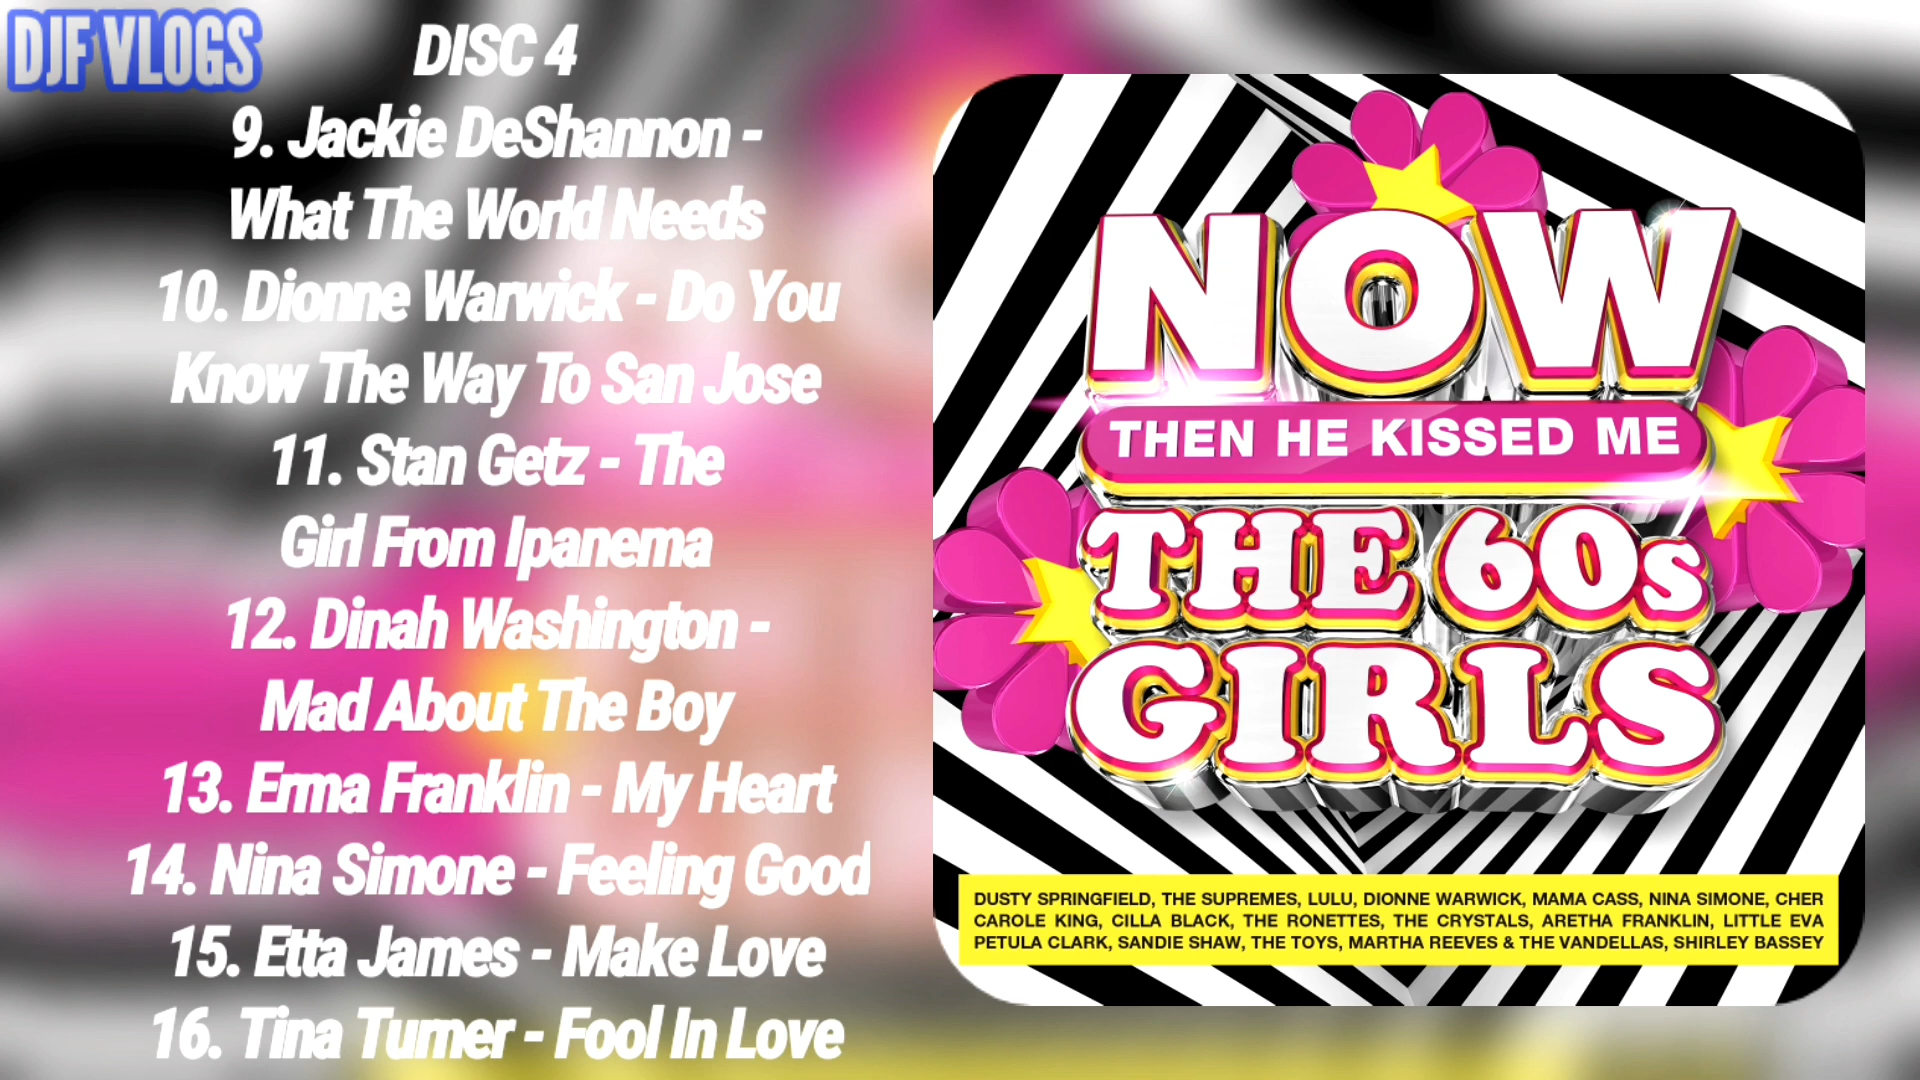 DJF VLOGS
DISC 4
9. Jackie DeShannon -
What The World Needs
10. Dionne Warwick - Do You
Know The Way To San Jose
11. Stan Getz - The
Girl From Ipanema
12. Dinah Washington -
Mad About The Boy
13. Erma Franklin - My Heart
14. Nina Simone - Feeling Good
15. Etta James - Make Love
16. Tina Turner - Fool In Love
NOW
THEN HE KISSED ME
THE 60s
GIRLS
DUSTY SPRINGFIELD, THE SUPREMES, LULU, DIONNE WARWICK, MAMA CASS, NINA SIMONE, CHER
CAROLE KING, CILLA BLACK, THE RONETTES, THE CRYSTALS, ARETHA FRANKLIN, LITTLE EVA
PETULA CLARK, SANDIE SHAW, THE TOYS, MARTHA REEVES & THE VANDELLAS, SHIRLEY BASSEY